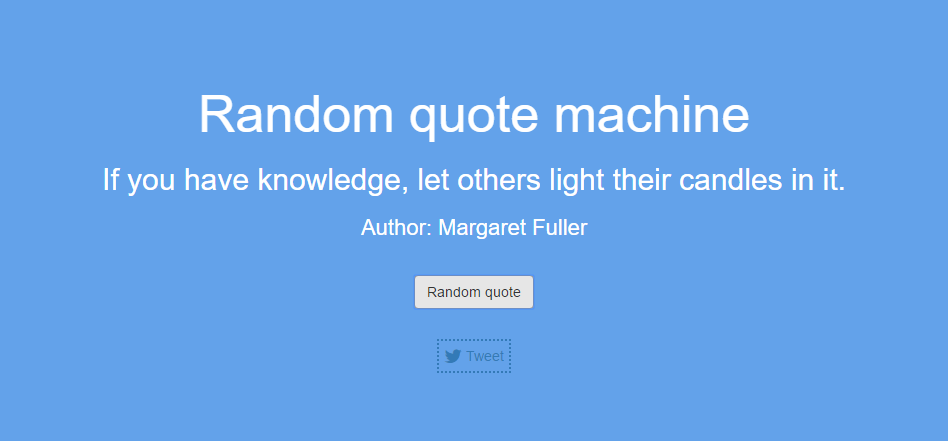 Random quote machine
If you have knowledge, let others light their candles in it.
Author: Margaret Fuller
Random quote
Tweet